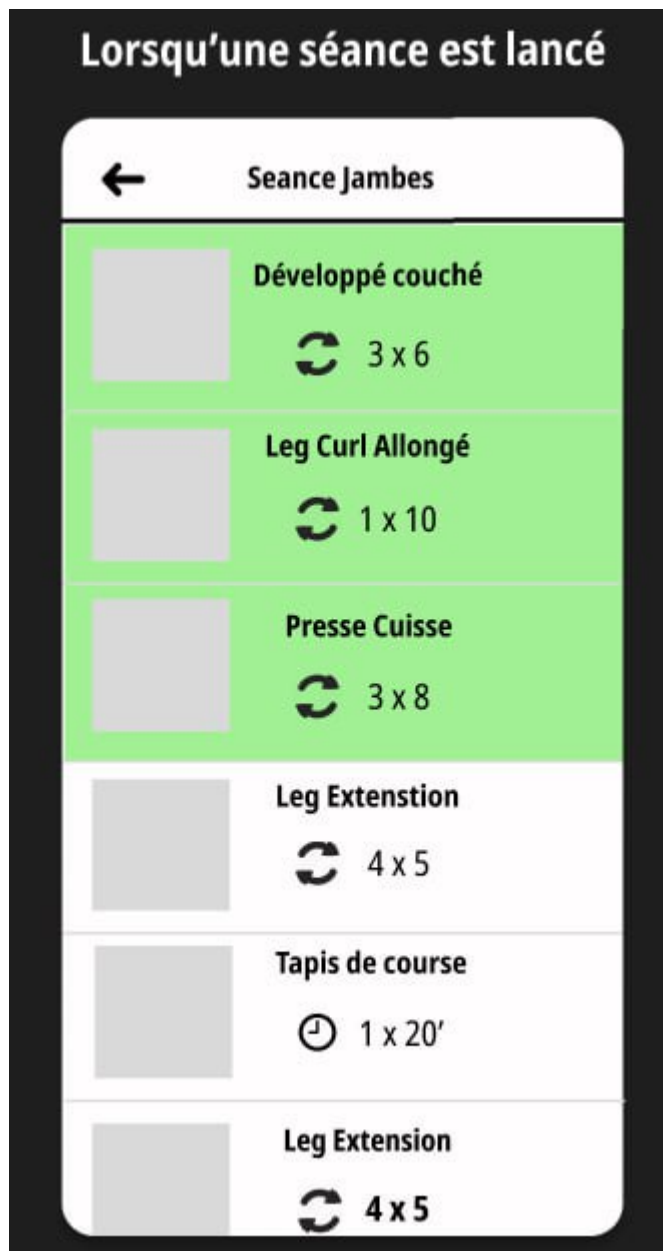 Lorsqu'une séance est lancé
Seance Jambes
Développé couché
3 x 6
Leg Curl Allongé
1 x 10
Presse Cuisse
3 x 8
Leg Extenstion
4 x 5
Tapis de course
1 x 20’
Leg Extension
4 x 5